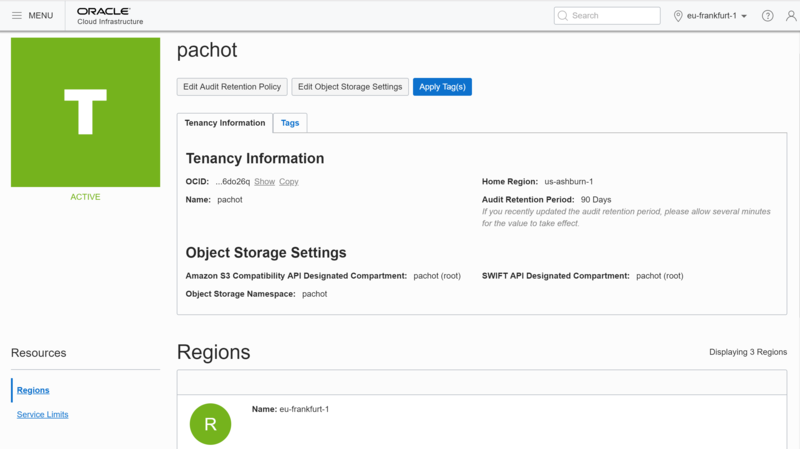 MENU
ORACLE
Cloud Infrastructure
Search
eu-frankfurt-1
?
pachot
Edit Audit Retention Policy
Edit Object Storage Settings
Apply Tag(s)
T
ACTIVE
Tenancy Information
Tags
Tenancy Information
OCID: ...6do26q Show Copy
Home Region: us-ashburn-1
Name: pachot
Audit Retention Period: 90 Days
If you recently updated the audit retention period, please allow several minutes
for the value to take effect.
Object Storage Settings
Amazon S3 Compatibility API Designated Compartment: pachot (root)
SWIFT API Designated Compartment: pachot (root)
Object Storage Namespace: pachot
Resources
Regions
Service Limits
Regions
Displaying 3 Regions
R
Name: eu-frankfurt-1